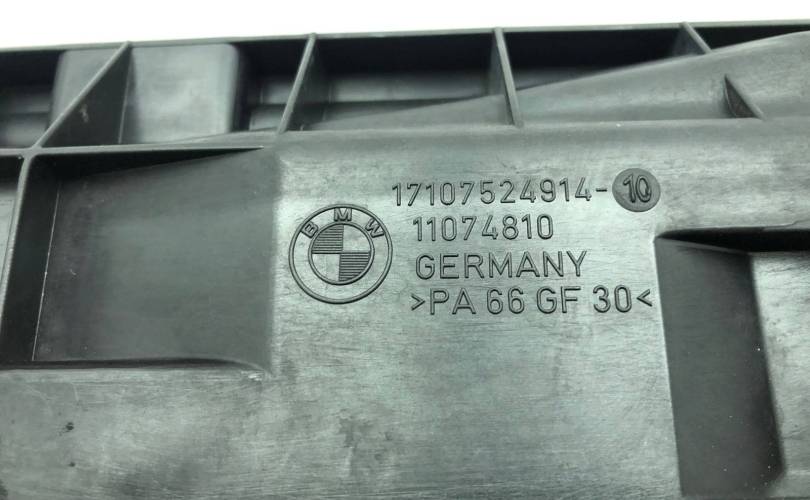 17107524914-10
11074810
GERMANY
>PA 66 GF 30<
BMW